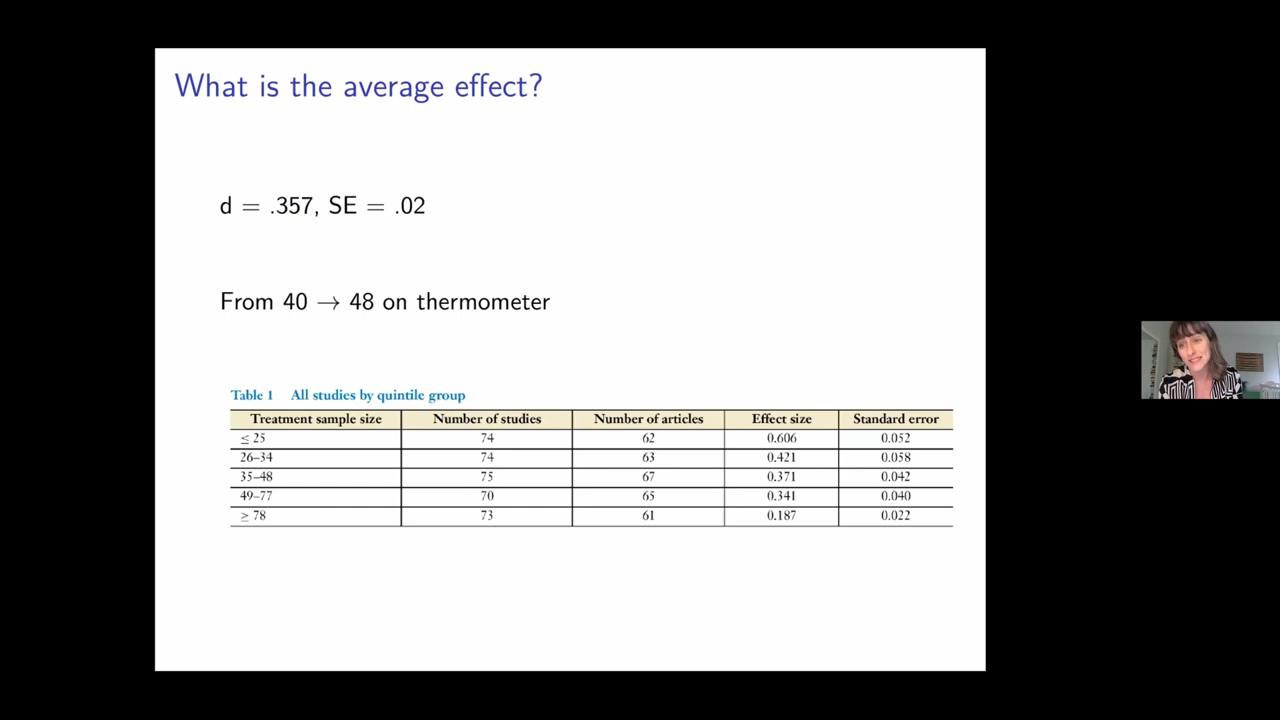 What is the average effect?
d = .357, SE = .02
From 40 → 48 on thermometer
Table 1 All studies by quintile group
Treatment sample size Number of studies Number of articles Effect size Standard error
≤ 25 74 62 0.606 0.052
26–34 74 63 0.421 0.058
35–48 75 67 0.371 0.042
49–77 70 65 0.341 0.040
≥ 78 73 61 0.187 0.022